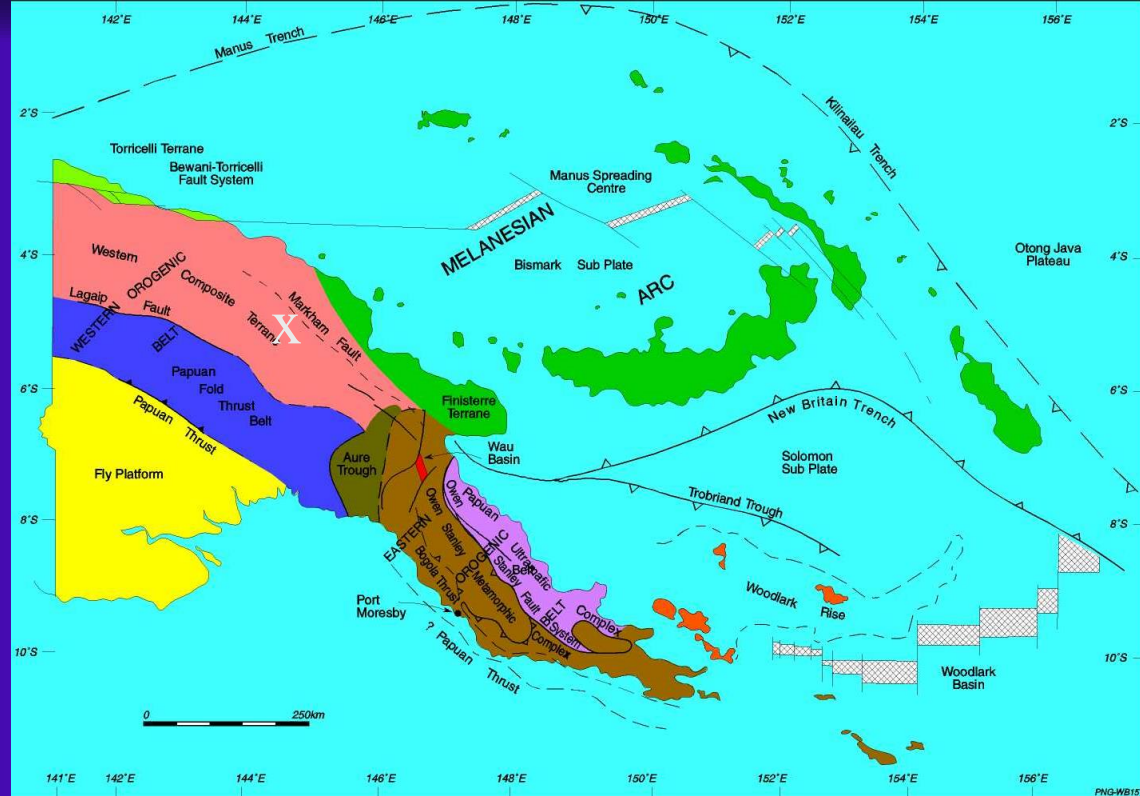 142°E 144°E 146°E 148°E 150°E 152°E 154°E 156°E
Manus Trench
Kilinailau Trench
2°S 2°S
Torricelli Terrane
Bewani-Torricelli
Fault System
Manus Spreading
Centre
MELANESIAN
ARC
Bismark Sub Plate
Otong Java
Plateau
4°S 4°S
Western
Composite
Terrane
X
Markham
Fault
Lagaip
Fault
WESTERN
OROGENIC
BELT
Papuan
Fold
Thrust
Belt
Papuan
Thrust
6°S 6°S
Finisterre
Terrane
New Britain Trench
Fly Platform
Aure
Trough
Wau
Basin
Solomon
Sub Plate
Trobriand Trough
8°S 8°S
Papuan
Ultramafic
Belt
Complex
Owen
Stanley
Fault
System
Owen
Stanley
Metamorphic
Complex
EASTERN
OROGENIC
BELT
Bogola Thrust
Port
Moresby
? Papuan
Thrust
Woodlark
Rise
10°S 10°S
Woodlark
Basin
0 250km
141°E 142°E 144°E 146°E 148°E 150°E 152°E 154°E 156°E